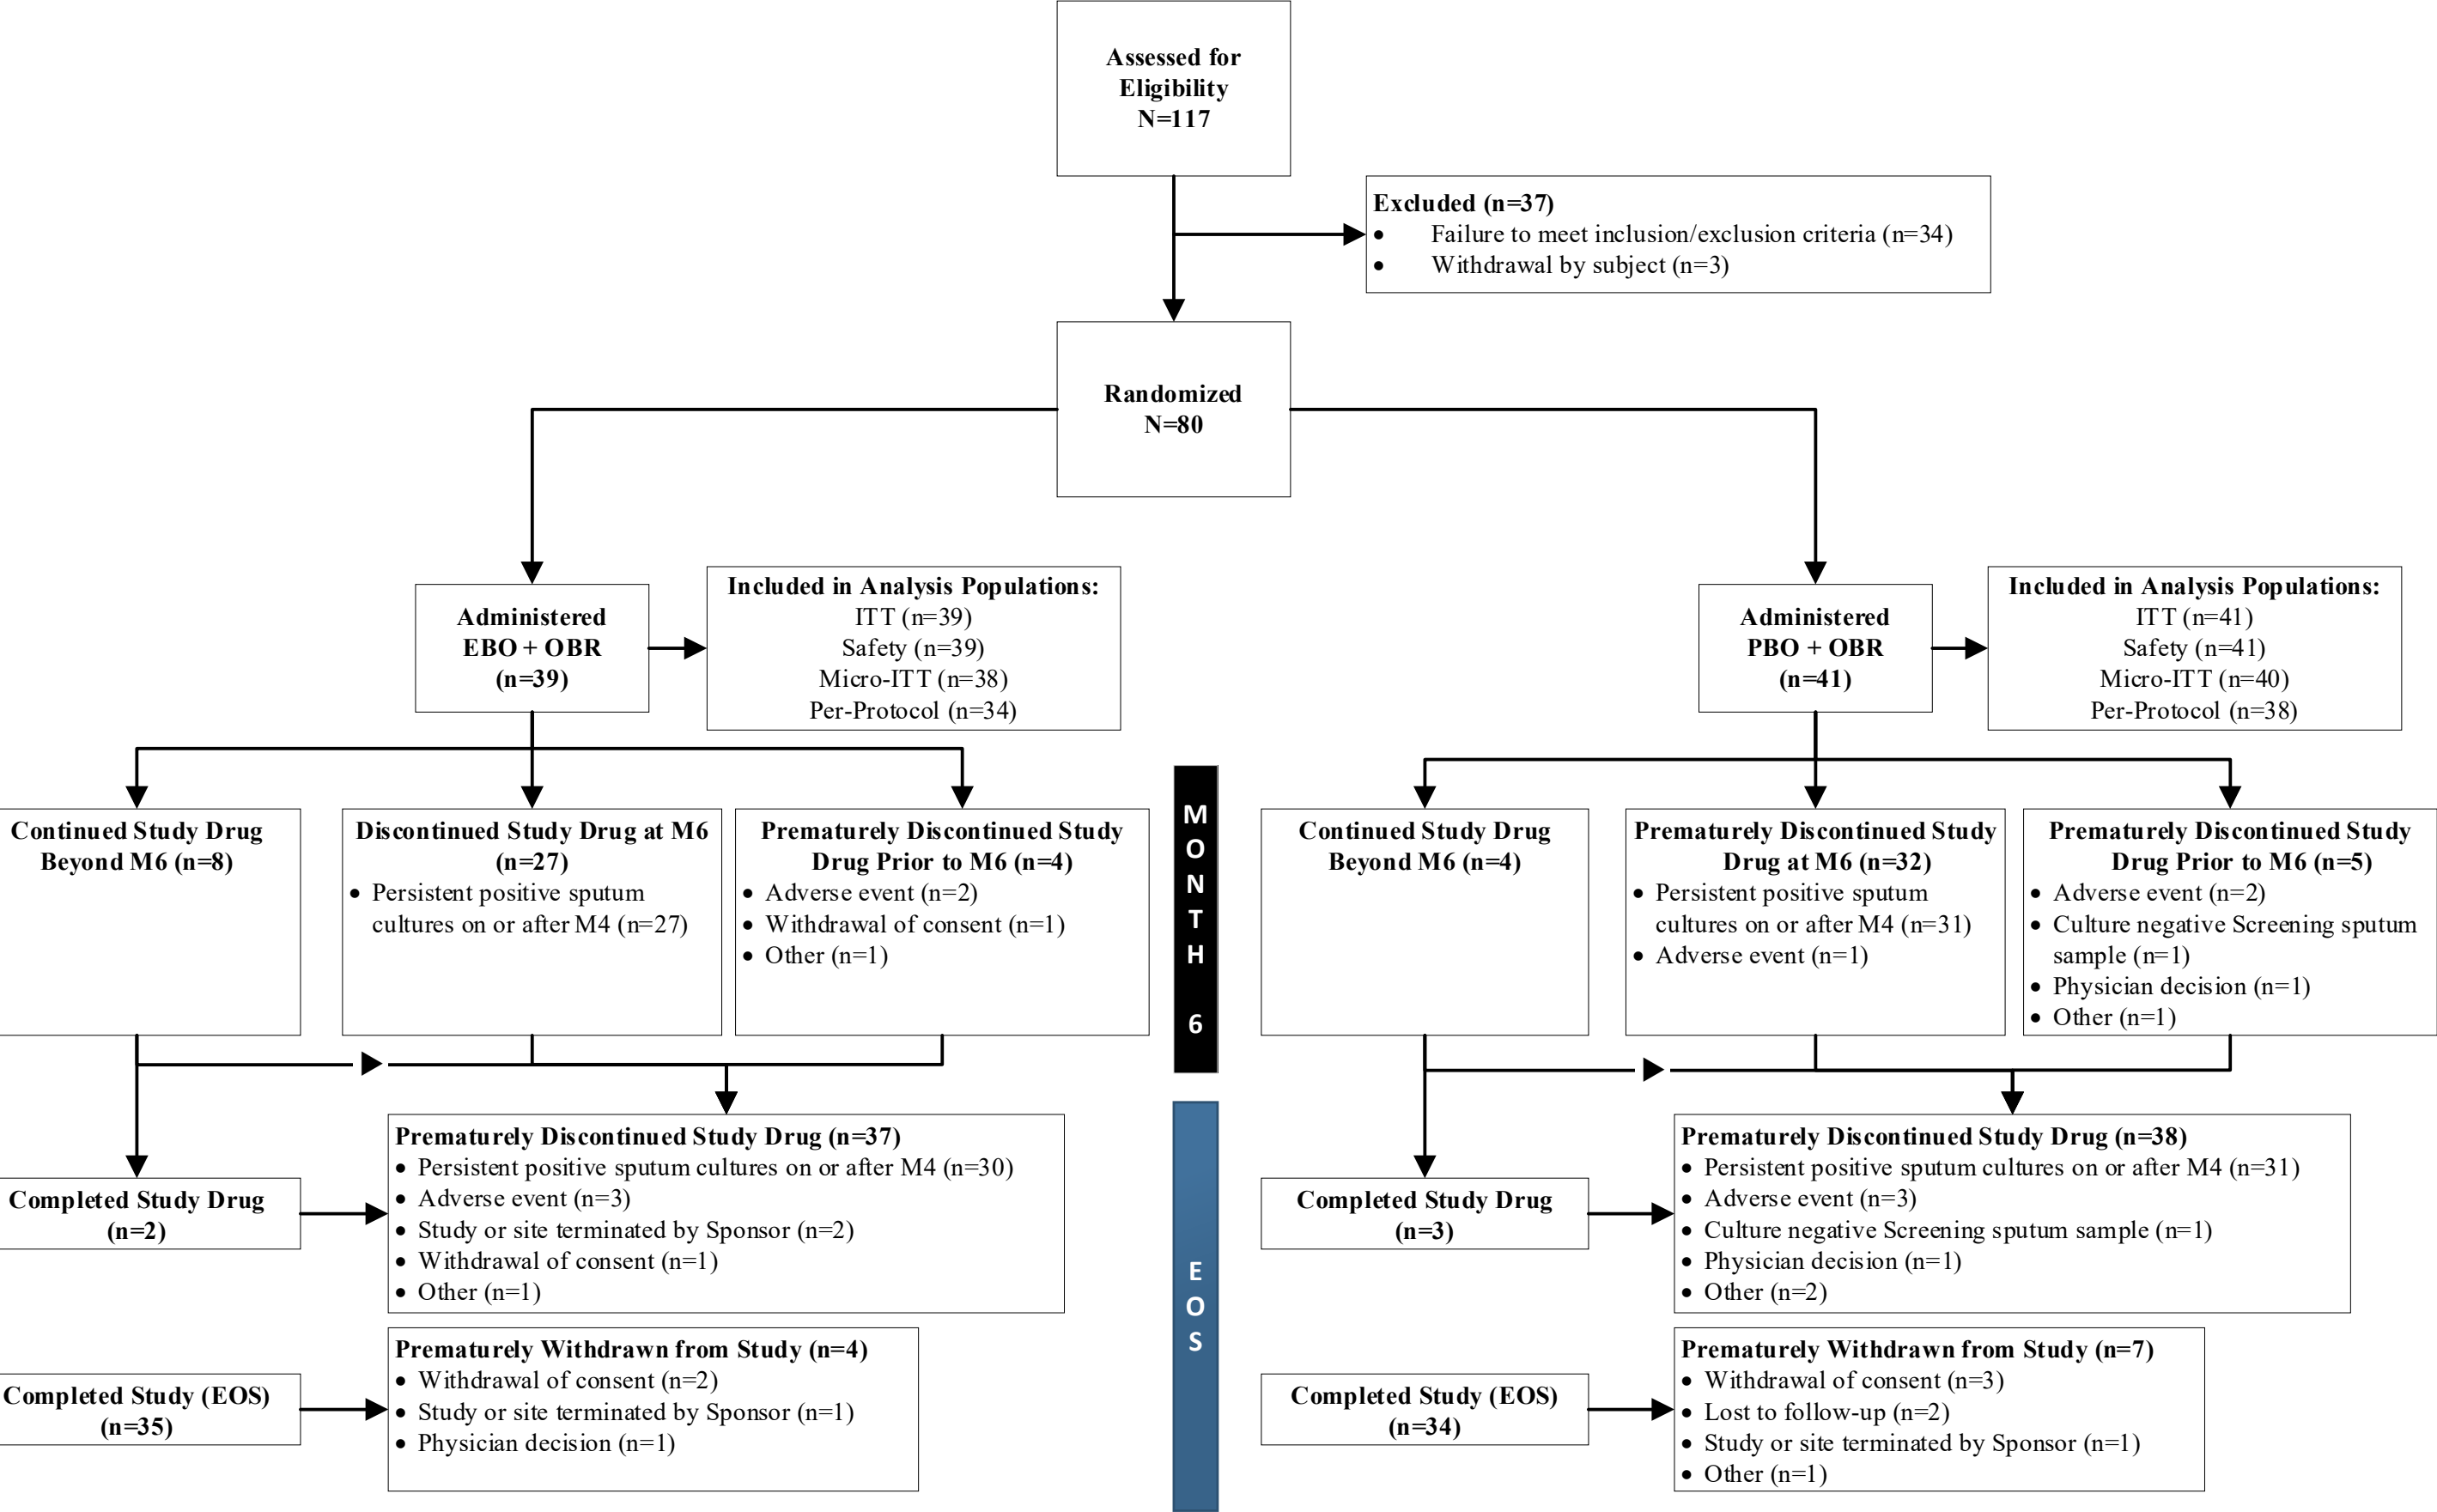 Assessed for
Eligibility
N=117
Excluded (n=37)
• Failure to meet inclusion/exclusion criteria (n=34)
• Withdrawal by subject (n=3)
Randomized
N=80
Administered
EBO + OBR
(n=39)
Included in Analysis Populations:
ITT (n=39)
Safety (n=39)
Micro-ITT (n=38)
Per-Protocol (n=34)
Administered
PBO + OBR
(n=41)
Included in Analysis Populations:
ITT (n=41)
Safety (n=41)
Micro-ITT (n=40)
Per-Protocol (n=38)
Continued Study Drug
Beyond M6 (n=8)
Discontinued Study Drug at M6
(n=27)
• Persistent positive sputum
cultures on or after M4 (n=27)
Prematurely Discontinued Study
Drug Prior to M6 (n=4)
• Adverse event (n=2)
• Withdrawal of consent (n=1)
• Other (n=1)
M
O
N
T
H
6
Continued Study Drug
Beyond M6 (n=4)
Prematurely Discontinued Study
Drug at M6 (n=32)
• Persistent positive sputum
cultures on or after M4 (n=31)
• Adverse event (n=1)
Prematurely Discontinued Study
Drug Prior to M6 (n=5)
• Adverse event (n=2)
• Culture negative Screening sputum
sample (n=1)
• Physician decision (n=1)
• Other (n=1)
Completed Study Drug
(n=2)
Prematurely Discontinued Study Drug (n=37)
• Persistent positive sputum cultures on or after M4 (n=30)
• Adverse event (n=3)
• Study or site terminated by Sponsor (n=2)
• Withdrawal of consent (n=1)
• Other (n=1)
E
O
S
Completed Study Drug
(n=3)
Prematurely Discontinued Study Drug (n=38)
• Persistent positive sputum cultures on or after M4 (n=31)
• Adverse event (n=3)
• Culture negative Screening sputum sample (n=1)
• Physician decision (n=1)
• Other (n=2)
Completed Study (EOS)
(n=35)
Prematurely Withdrawn from Study (n=4)
• Withdrawal of consent (n=2)
• Study or site terminated by Sponsor (n=1)
• Physician decision (n=1)
Completed Study (EOS)
(n=34)
Prematurely Withdrawn from Study (n=7)
• Withdrawal of consent (n=3)
• Lost to follow-up (n=2)
• Study or site terminated by Sponsor (n=1)
• Other (n=1)